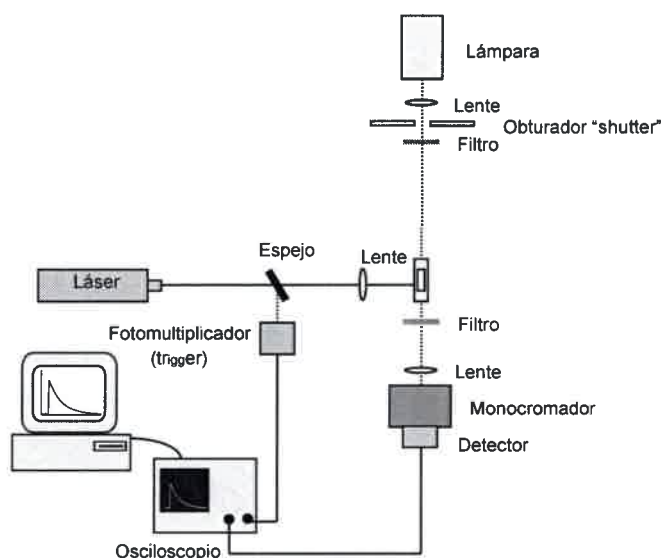 Lámpara
Lente
Obturador “shutter”
Filtro
Espejo
Lente
Láser
Fotomultiplicador
(trigger)
Filtro
Lente
Monocromador
Detector
Osciloscopio